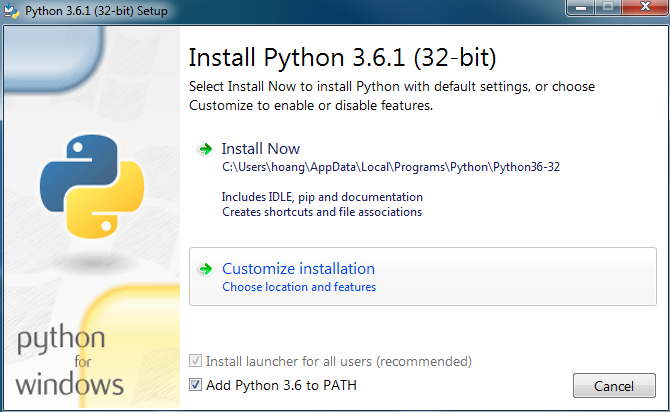 Python 3.6.1 (32-bit) Setup
Install Python 3.6.1 (32-bit)
Select Install Now to install Python with default settings, or choose
Customize to enable or disable features.
Install Now
C:\Users\hoang\AppData\Local\Programs\Python\Python36-32
Includes IDLE, pip and documentation
Creates shortcuts and file associations
Customize installation
Choose location and features
python
for
windows
Install launcher for all users (recommended)
Add Python 3.6 to PATH
Cancel